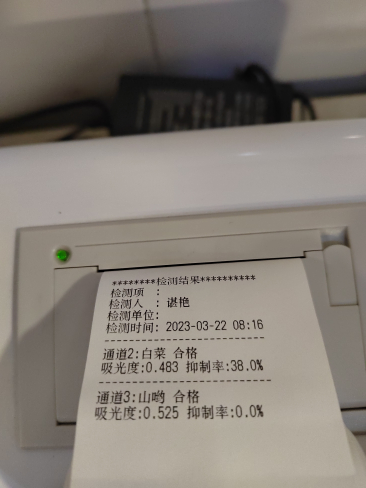 ********检测结果**********
检测项 :
检测人 : 谌艳
检测单位:
检测时间: 2023-03-22 08:16
------------------------
通道2:白菜 合格
吸光度:0.483 抑制率:38.0%
------------------------
通道3:山哟 合格
吸光度:0.525 抑制率:0.0%